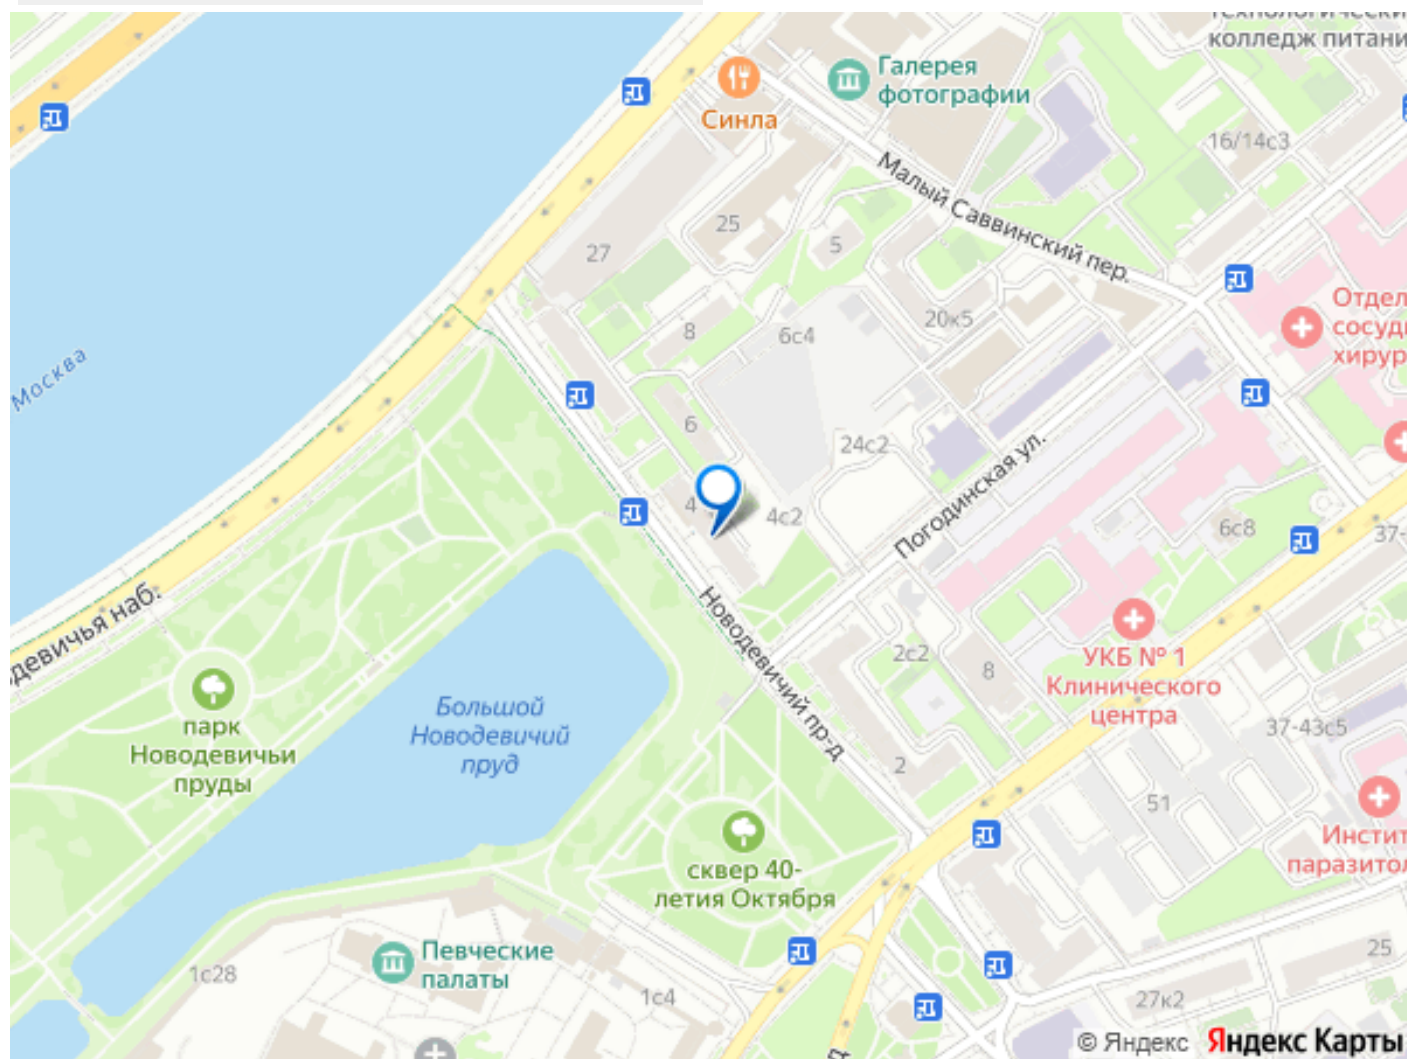 колледж питани
Галерея
фотографии
Синла
16/14с3
Малый Саввинский пер.
25
5
27
Отдел
сосуд
хирур
20к5
8
6с4
Москва
6
24с2
Погодинская ул.
4
4с2
6с8
37-
Новодевичий пр-д
девичья наб.
УКБ № 1
Клинического
центра
2с2
8
парк
Новодевичьи
пруды
Большой
Новодевичий
пруд
37-43с5
2
51
Инстит
паразитол
сквер 40-
летия Октября
Певческие
палаты
1с28
1с4
25
27к2
© Яндекс Яндекс Карты